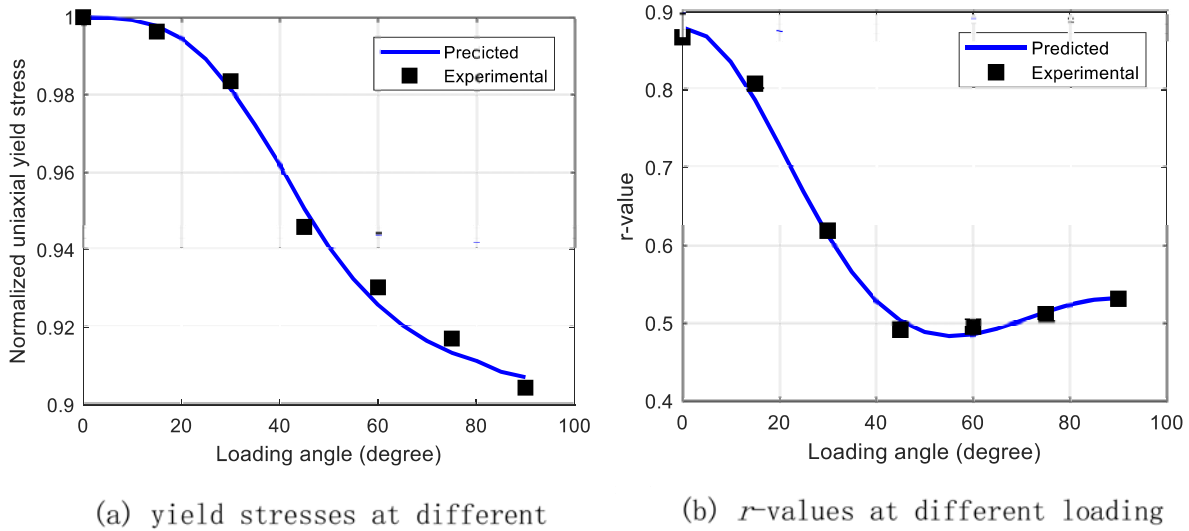 1
0.98
0.96
0.94
0.92
0.9
0
20
40
60
80
100
Normalized uniaxial yield stress
Loading angle (degree)
Precicted
Experimental
(a) yield stresses at different
0.9
0.8
0.7
0.6
0.5
0.4
0
20
40
60
80
100
r-value
Loading angle (degree)
Predicted
Experimental
(b) r-values at different loading